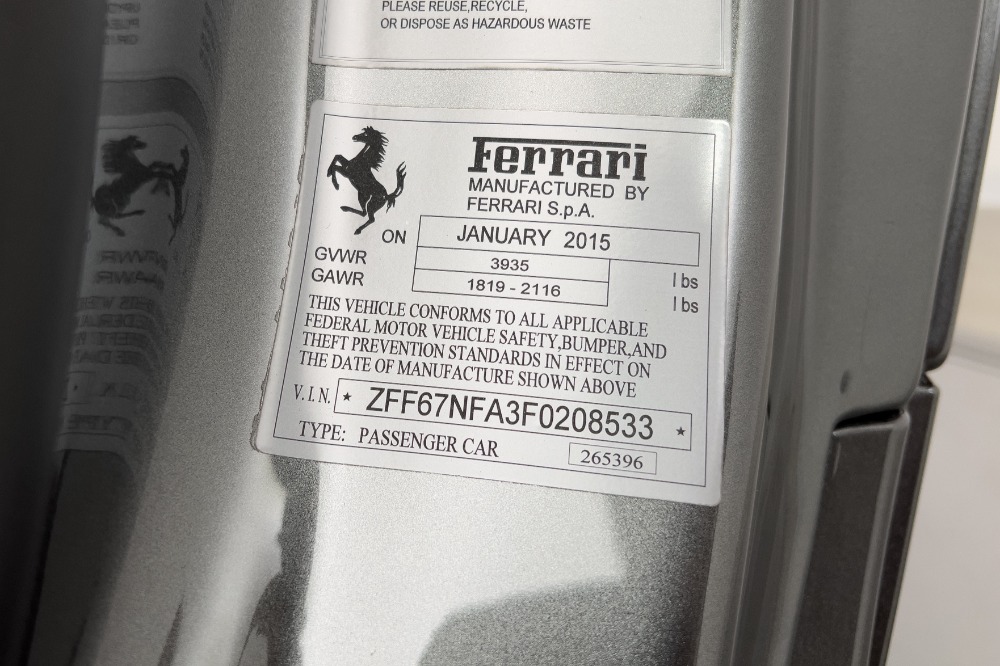 PLEASE REUSE,RECYCLE,
OR DISPOSE AS HAZARDOUS WASTE
Ferrari
MANUFACTURED BY
FERRARI S.p.A.
ON JANUARY 2015
GVWR 3935 lbs
GAWR 1819 - 2116 lbs
THIS VEHICLE CONFORMS TO ALL APPLICABLE
FEDERAL MOTOR VEHICLE SAFETY,BUMPER,AND
THEFT PREVENTION STANDARDS IN EFFECT ON
THE DATE OF MANUFACTURE SHOWN ABOVE
V.I.N. ★ ZFF67NFA3F0208533 ★
TYPE: PASSENGER CAR 265396